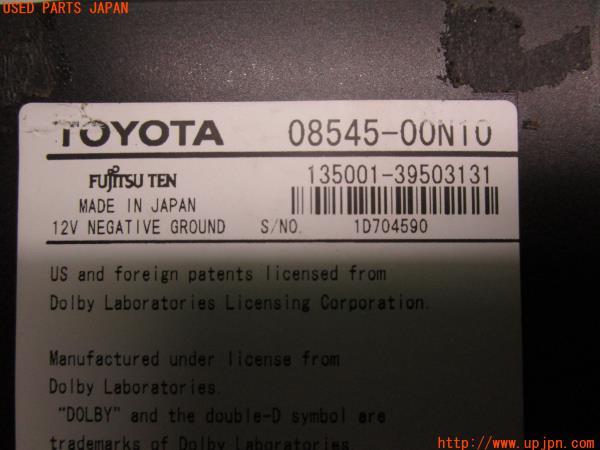 USED PARTS JAPAN
TOYOTA 08545-00N10
FUJITSU TEN 135001-39503131
MADE IN JAPAN
12V NEGATIVE GROUND S/NO. 1D704590
US and foreign patents licensed from
Dolby Laboratories Licensing Corporation.
Manufactured under license from
Dolby Laboratories.
"DOLBY" and the double-D symbol are
trademarks of Dolby Laboratories.
http://www.upjpn.com